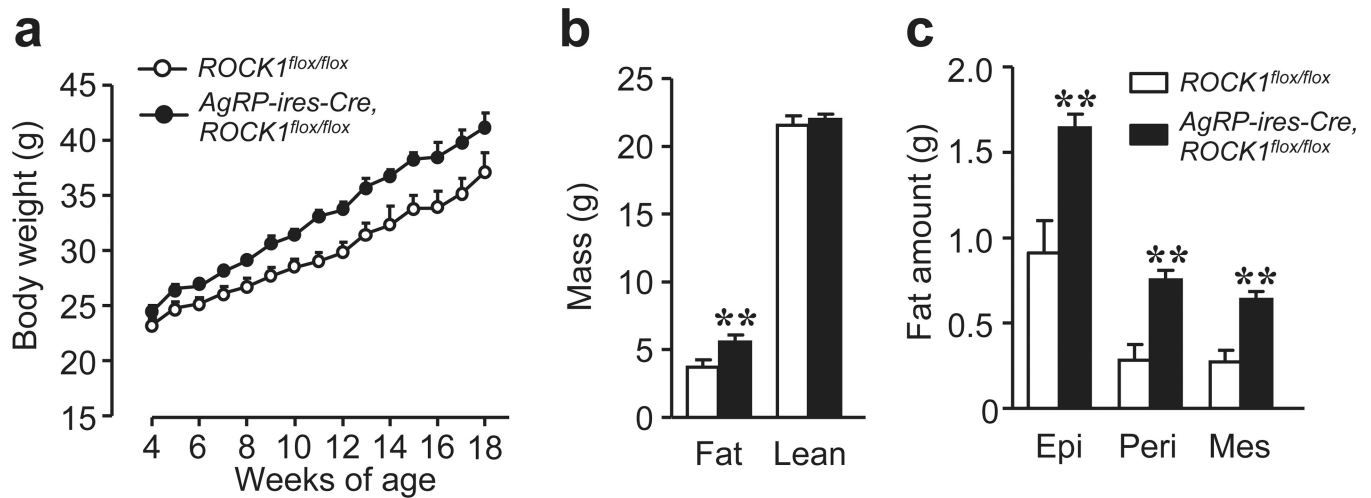 a
ROCK1flox/flox
AgRP-ires-Cre,
ROCK1flox/flox
Body weight (g)
45
40
35
30
25
20
15
4 6 8 10 12 14 16 18
Weeks of age
b
Mass (g)
25
20
15
10
5
0
**
Fat Lean
c
ROCK1flox/flox
AgRP-ires-Cre,
ROCK1flox/flox
Fat amount (g)
2.0
1.5
1.0
0.5
0
**
**
**
Epi Peri Mes